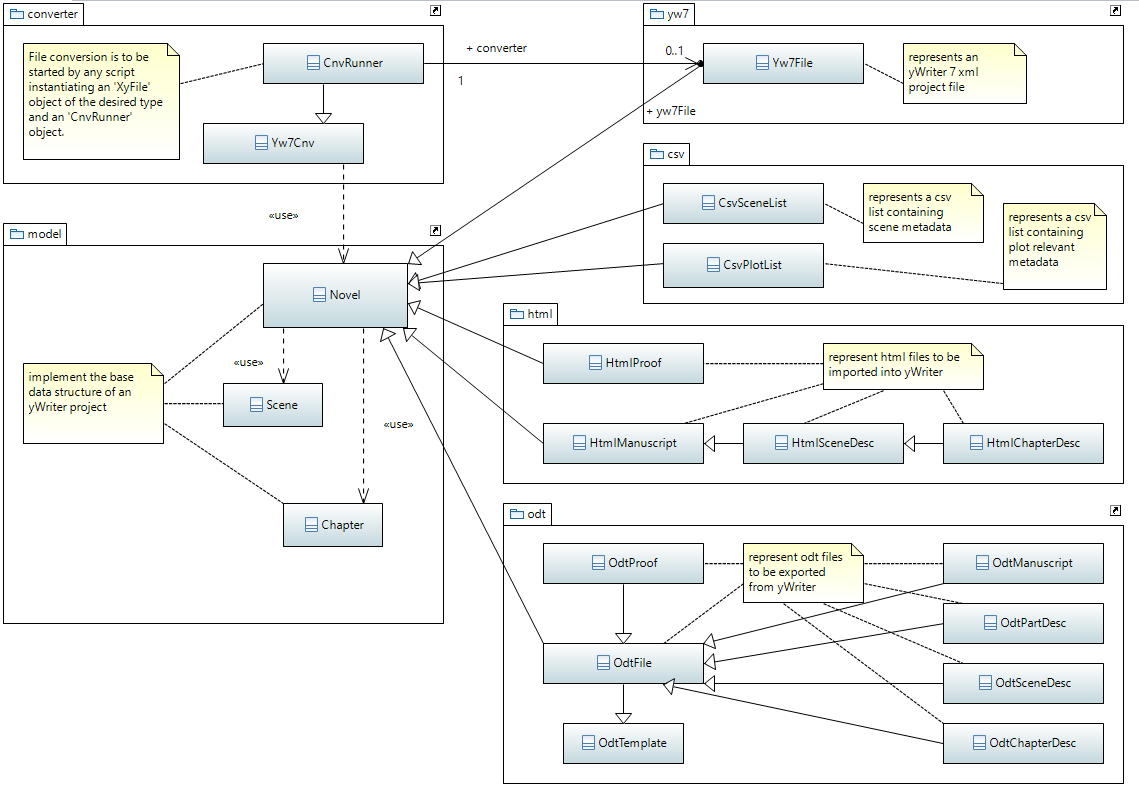 converter
File conversion is to be
started by any script
instantiating an 'XyFile'
object of the desired type
and an 'CnvRunner'
object.
CnvRunner
Yw7Cnv
+ converter
1
0..1
+ yw7File
yw7
Yw7File
represents an
yWriter 7 xml
project file
csv
CsvSceneList
represents a csv
list containing
scene metadata
CsvPlotList
represents a csv
list containing
plot relevant
metadata
«use»
model
Novel
«use»
implement the base
data structure of an
yWriter project
Scene
«use»
Chapter
html
HtmlProof
represent html files to be
imported into yWriter
HtmlManuscript
HtmlSceneDesc
HtmlChapterDesc
odt
OdtProof
represent odt files
to be exported
from yWriter
OdtManuscript
OdtPartDesc
OdtFile
OdtSceneDesc
OdtTemplate
OdtChapterDesc